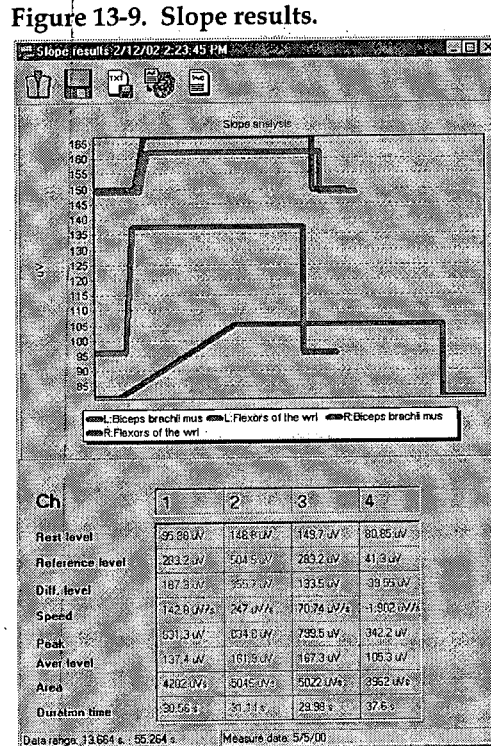 Figure 13-9. Slope results.
Slope results 2/12/02 2:23:45 PM
Slope analysis
165
160
155
150
145
140
135
130
125
120
115
110
105
100
95
90
85
uV
L:Biceps brachii mus L:Flexors of the wri R:Biceps brachii mus
R:Flexors of the wri
Ch 1 2 3 4
Rest level 95.88 uV 148.8 uV 149.7 uV 80.85 uV
Reference level 283.2 uV 504.5 uV 283.2 uV 41.3 uV
Diff. level 187.3 uV 355.7 uV 133.5 uV -39.55 uV
Speed 142.8 uV/s 247 uV/s 70.74 uV/s -1.902 uV/s
Peak 834.8 uV 799.5 uV 342.2 uV
Aver level 137.4 uV 161.9 uV 167.3 uV 105.3 uV
Area 4202 uVs 5045 uVs 5022 uVs 3962 uVs
Duration time 30.56 s 29.98 s 37.6 s
Data range: 13.664 s. : 55.264 s. Measure date: 5/5/00